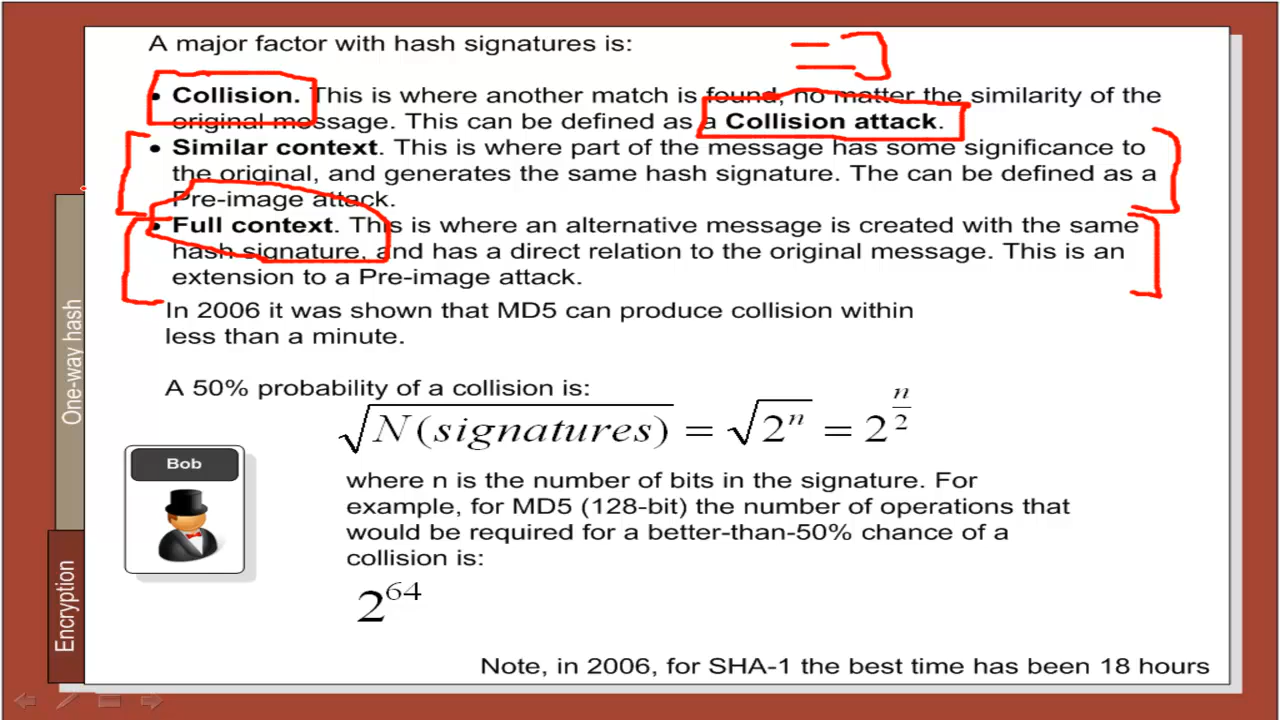 A major factor with hash signatures is:
• Collision. This is where another match is found, no matter the similarity of the
original message. This can be defined as a Collision attack.
• Similar context. This is where part of the message has some significance to
the original, and generates the same hash signature. The can be defined as a
Pre-image attack.
• Full context. This is where an alternative message is created with the same
hash signature, and has a direct relation to the original message. This is an
extension to a Pre-image attack.
In 2006 it was shown that MD5 can produce collision within
less than a minute.
A 50% probability of a collision is:
√N(signatures) = √2ⁿ = 2^(n/2)
where n is the number of bits in the signature. For
example, for MD5 (128-bit) the number of operations that
would be required for a better-than-50% chance of a
collision is:
2⁶⁴
Note, in 2006, for SHA-1 the best time has been 18 hours
Bob
One-way hash
Encryption